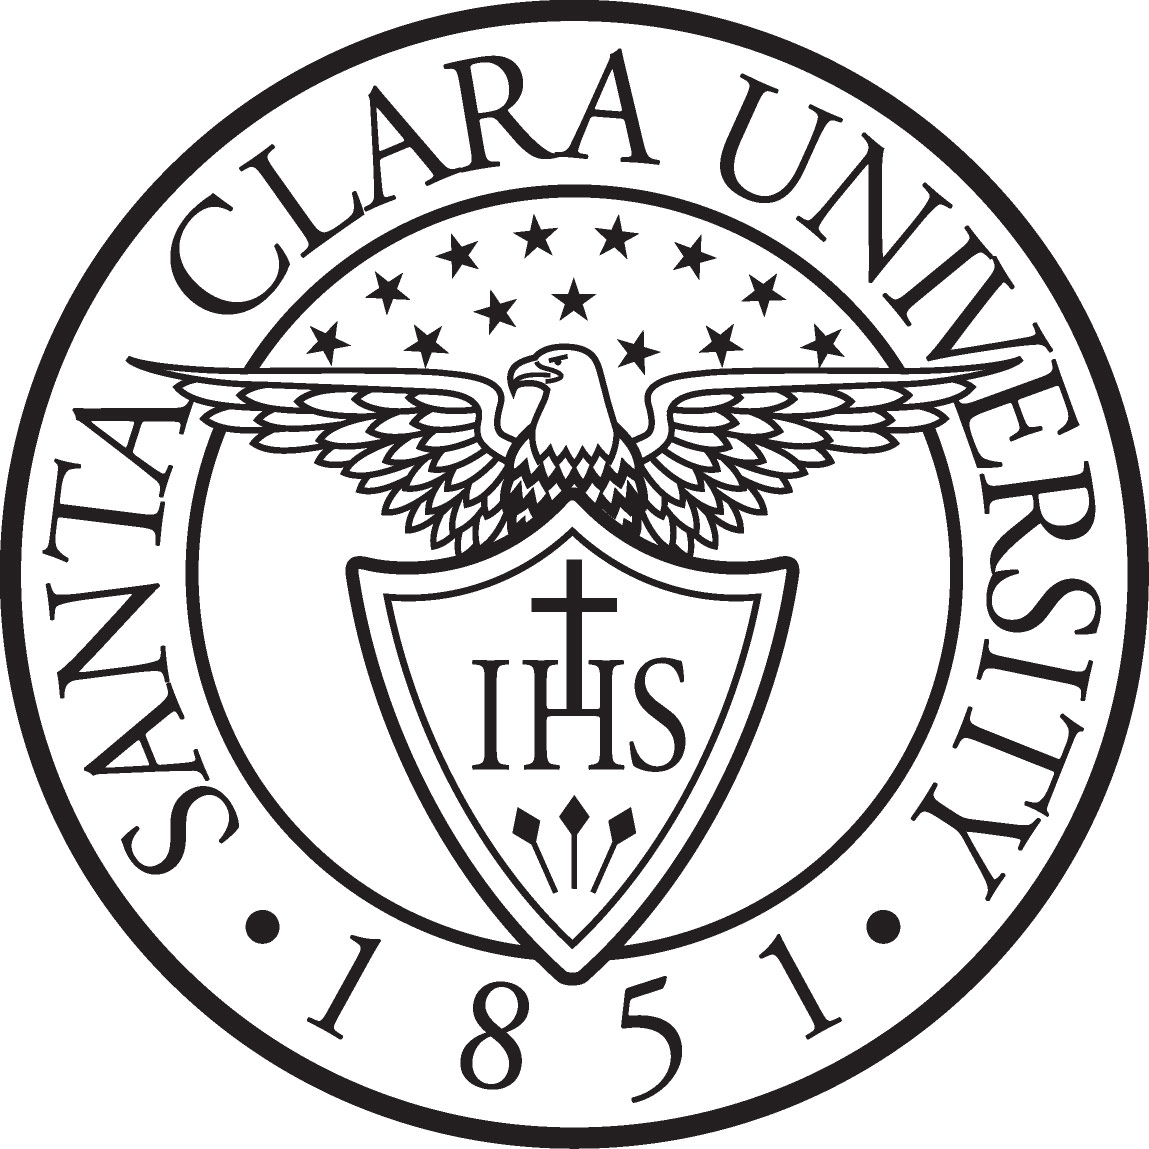 SANTA CLARA UNIVERSITY
IHS
• 1851 •